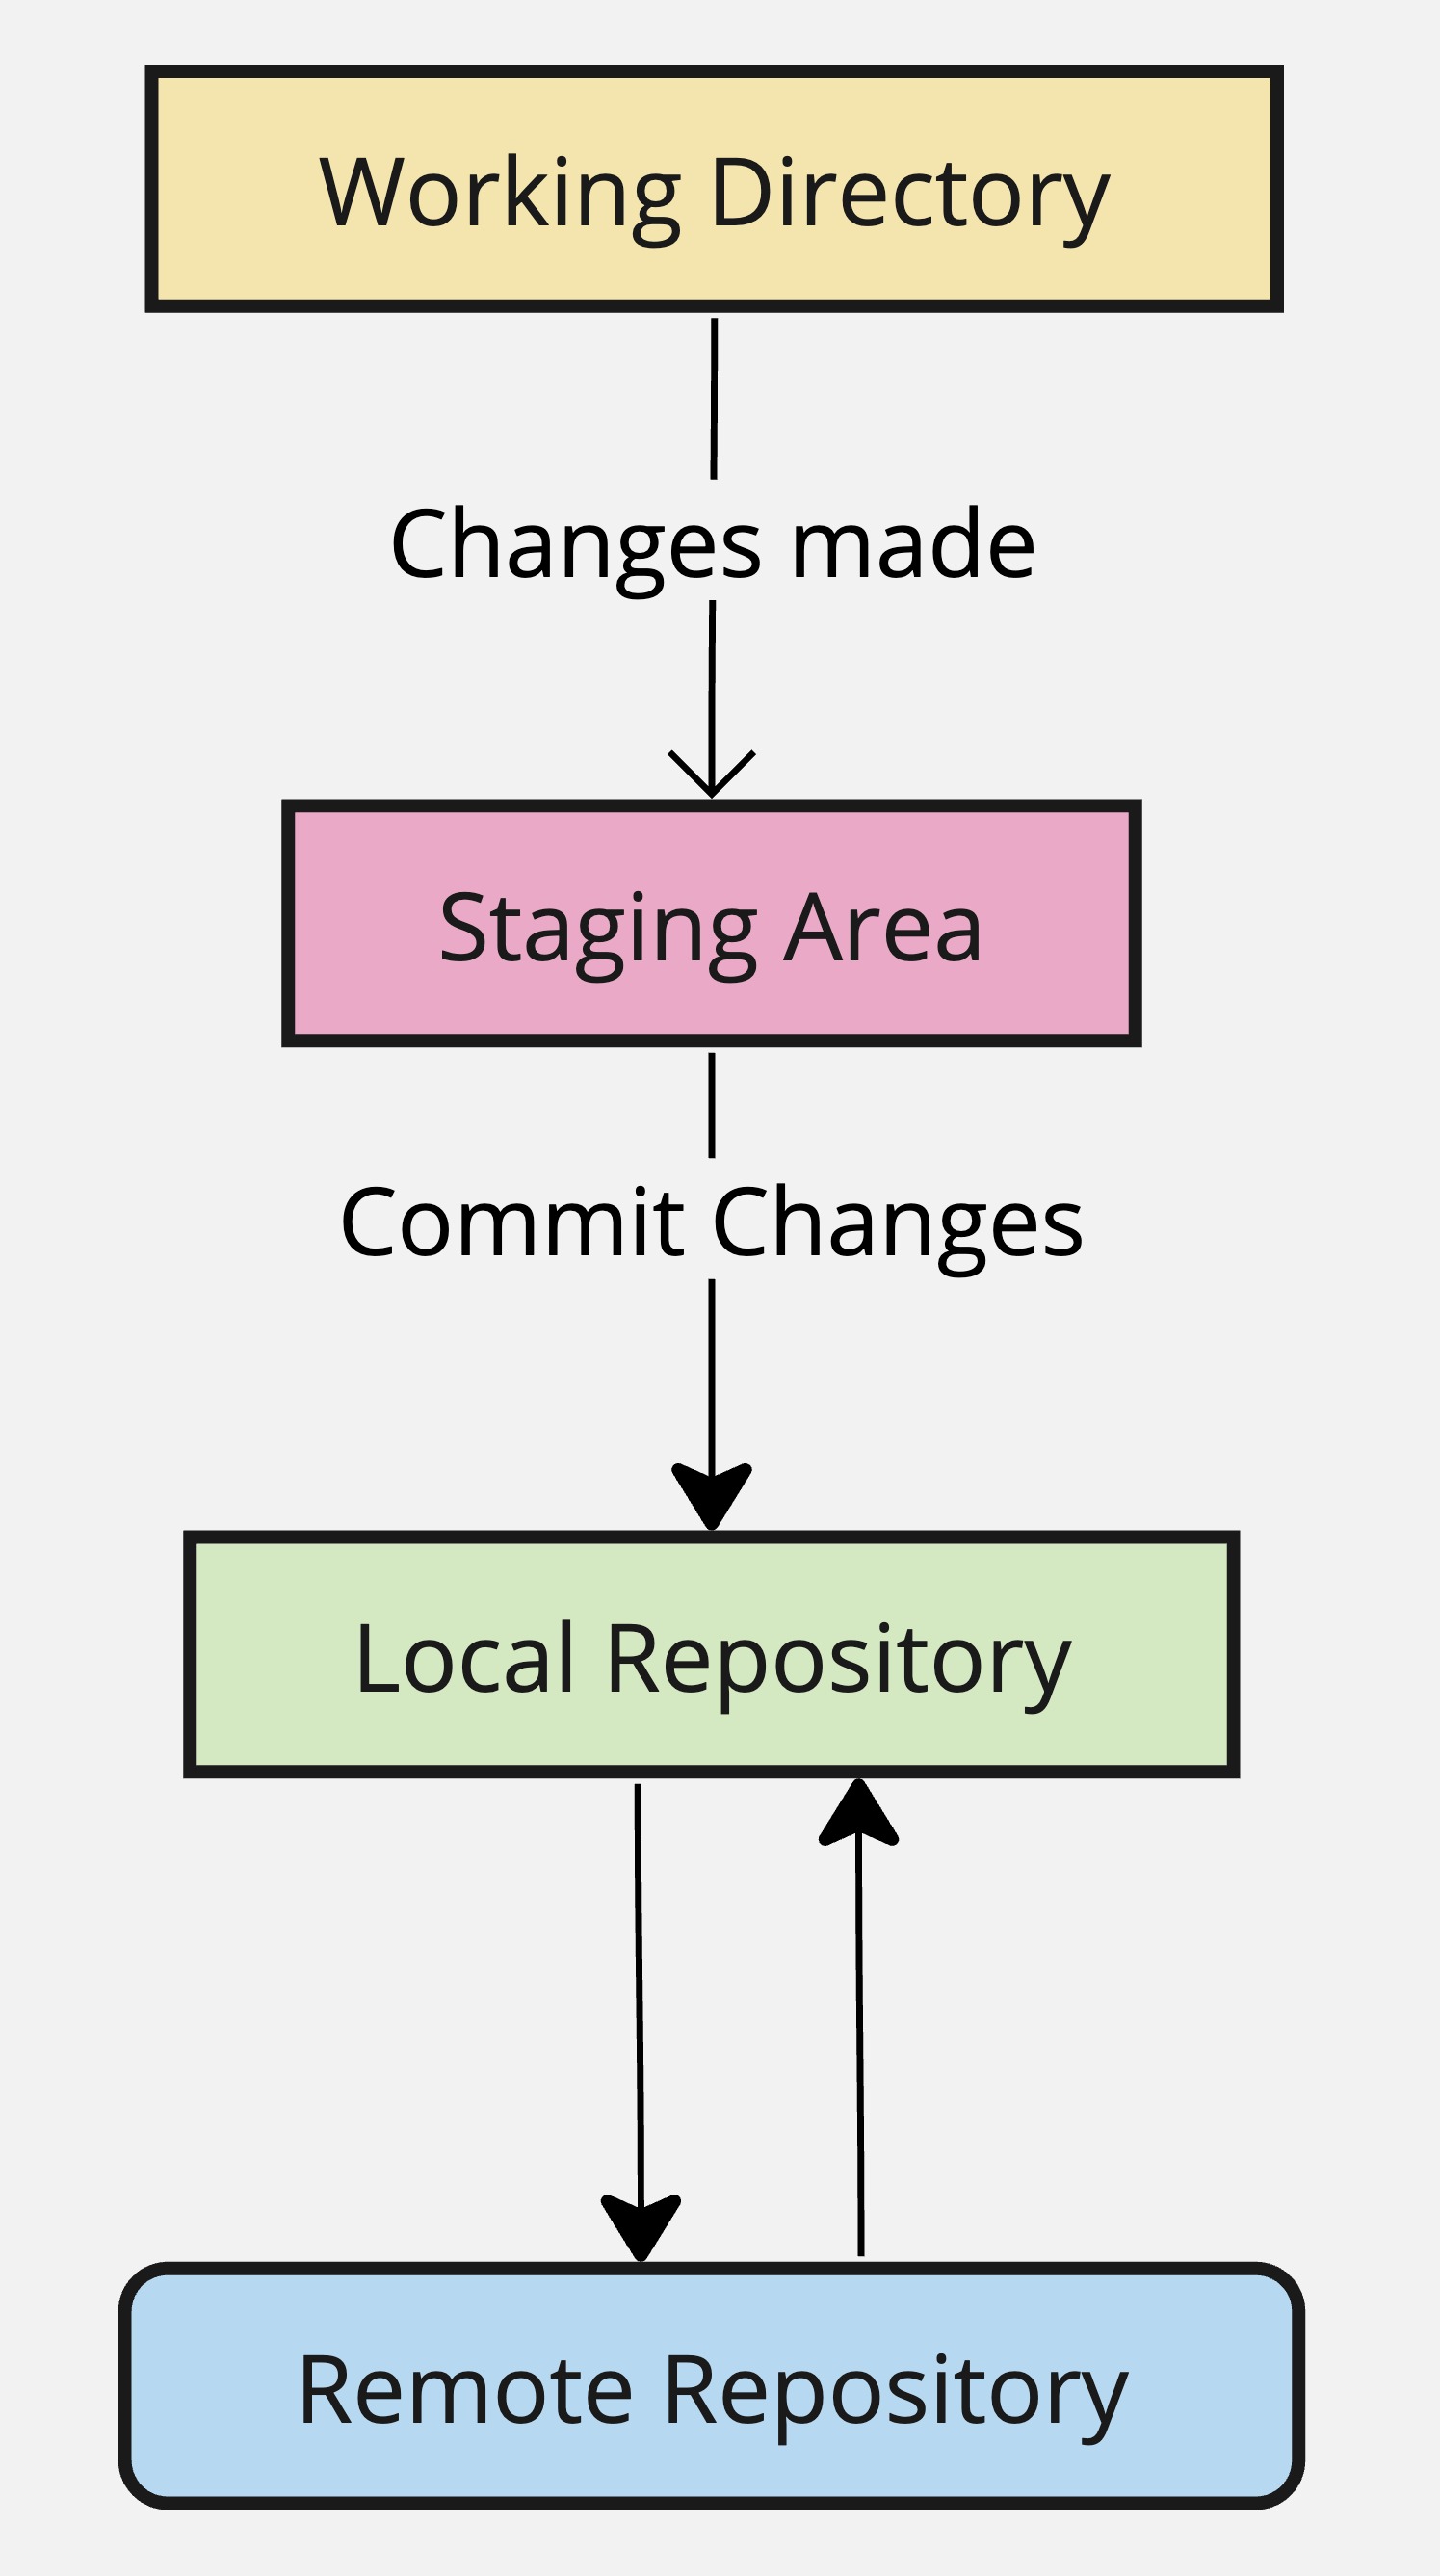 Working Directory
Changes made
Staging Area
Commit Changes
Local Repository
Remote Repository